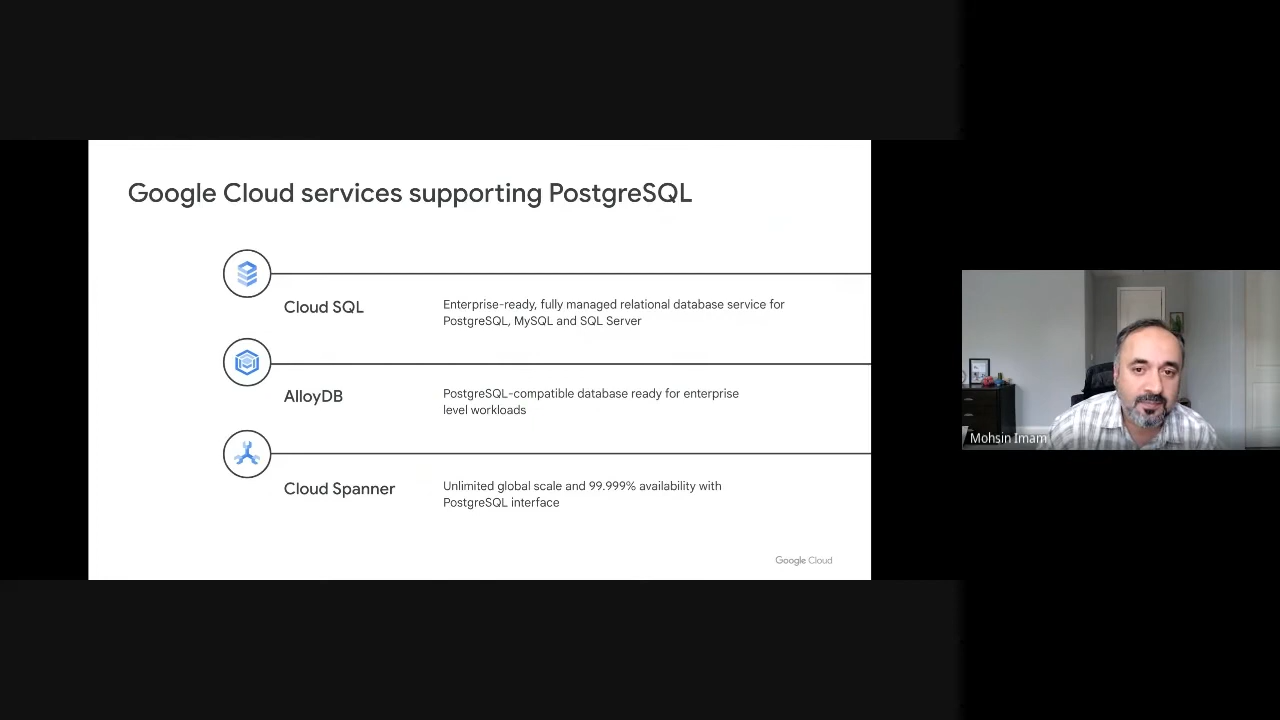 Google Cloud services supporting PostgreSQL
Cloud SQL
Enterprise-ready, fully managed relational database service for
PostgreSQL, MySQL and SQL Server
AlloyDB
PostgreSQL-compatible database ready for enterprise
level workloads
Cloud Spanner
Unlimited global scale and 99.999% availability with
PostgreSQL interface
Google Cloud
Mohsin Imam